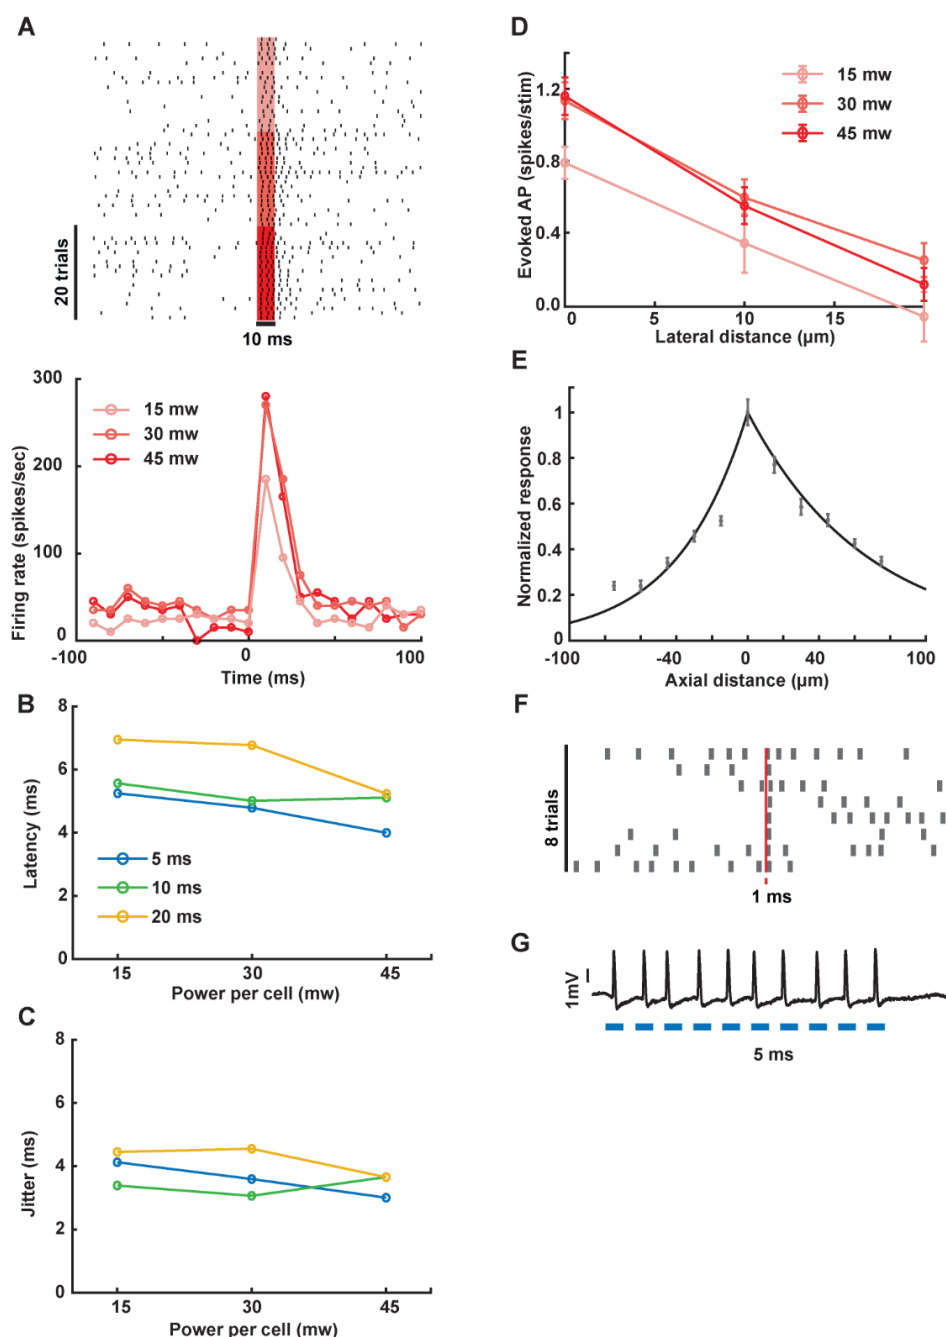 A
20 trials
10 ms
300
200
100
0
Firing rate (spikes/sec)
15 mw
30 mw
45 mw
-100
0
100
Time (ms)
B
8
6
4
2
0
Latency (ms)
5 ms
10 ms
20 ms
15
30
45
Power per cell (mw)
C
8
6
4
2
0
Jitter (ms)
15
30
45
Power per cell (mw)
D
1.2
0.8
0.4
0.0
Evoked AP (spikes/stim)
15 mw
30 mw
45 mw
0
5
10
15
Lateral distance (µm)
E
1
0.8
0.6
0.4
0.2
0
Normalized response
-100
-40
0
40
100
Axial distance (µm)
F
8 trials
1 ms
G
1mV
5 ms